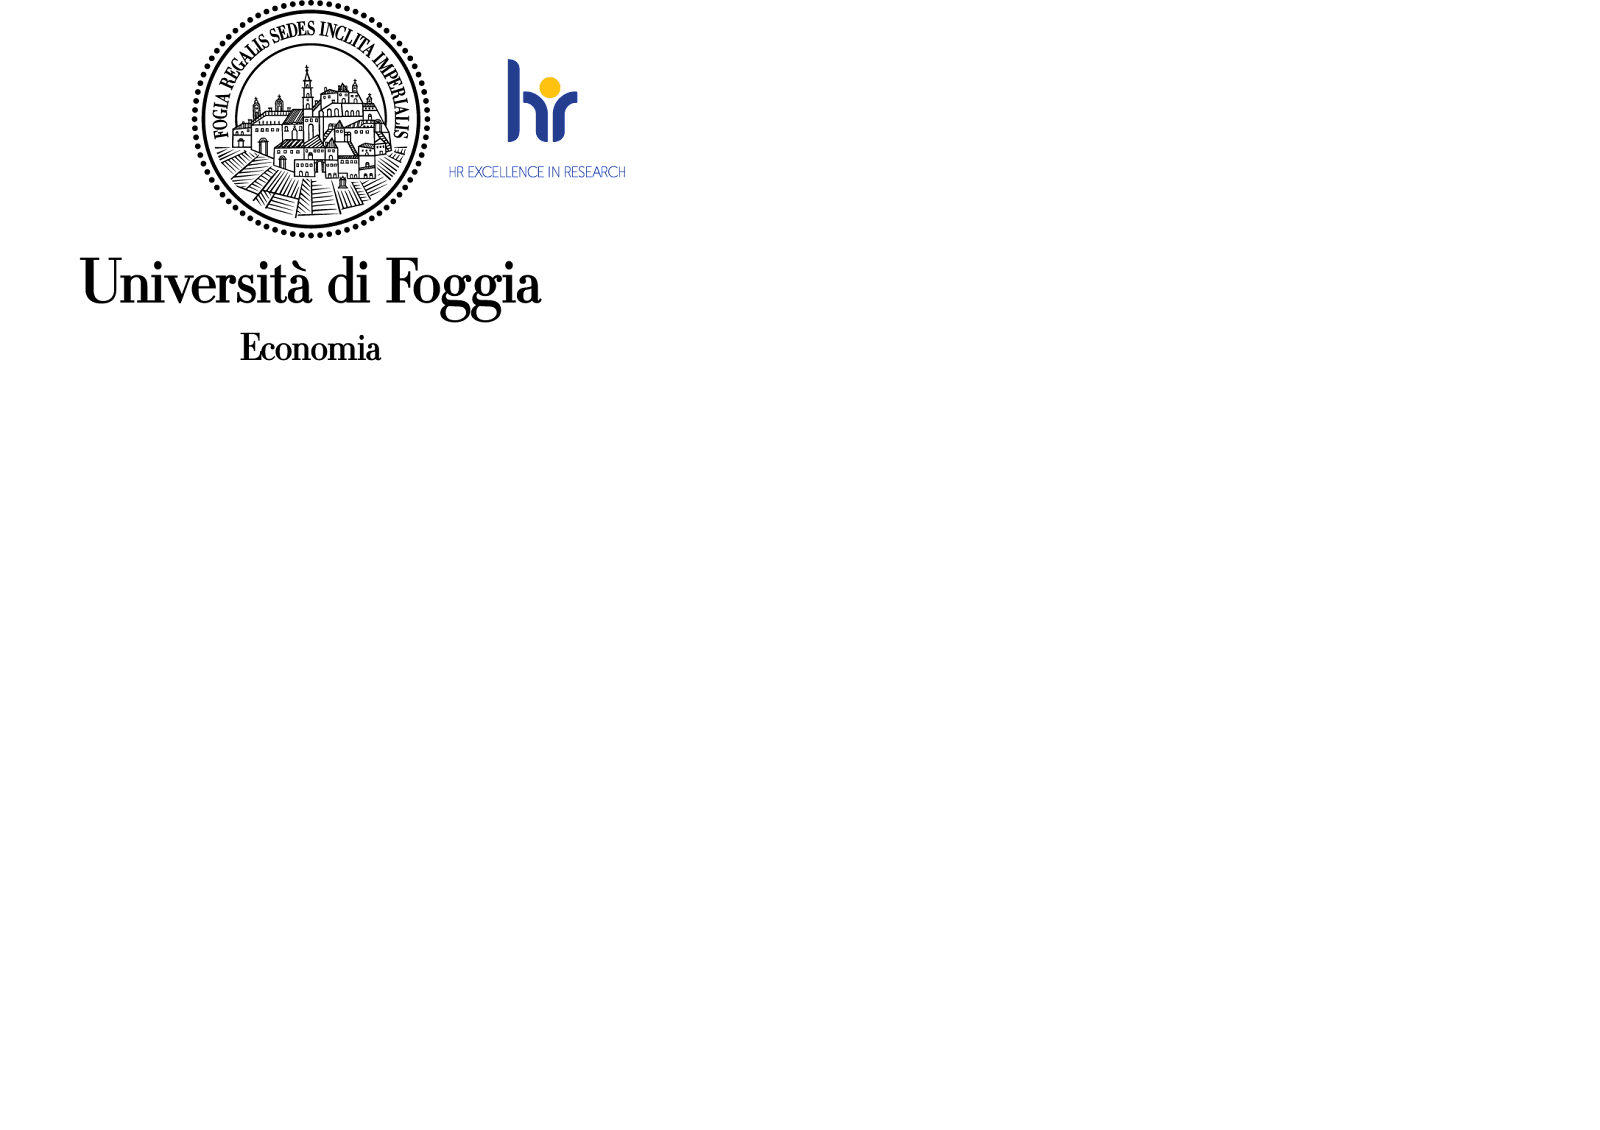 FOGIA REGALIS SEDES INCLITA IMPERIALIS
HR EXCELLENCE IN RESEARCH
Università di Foggia
Economia